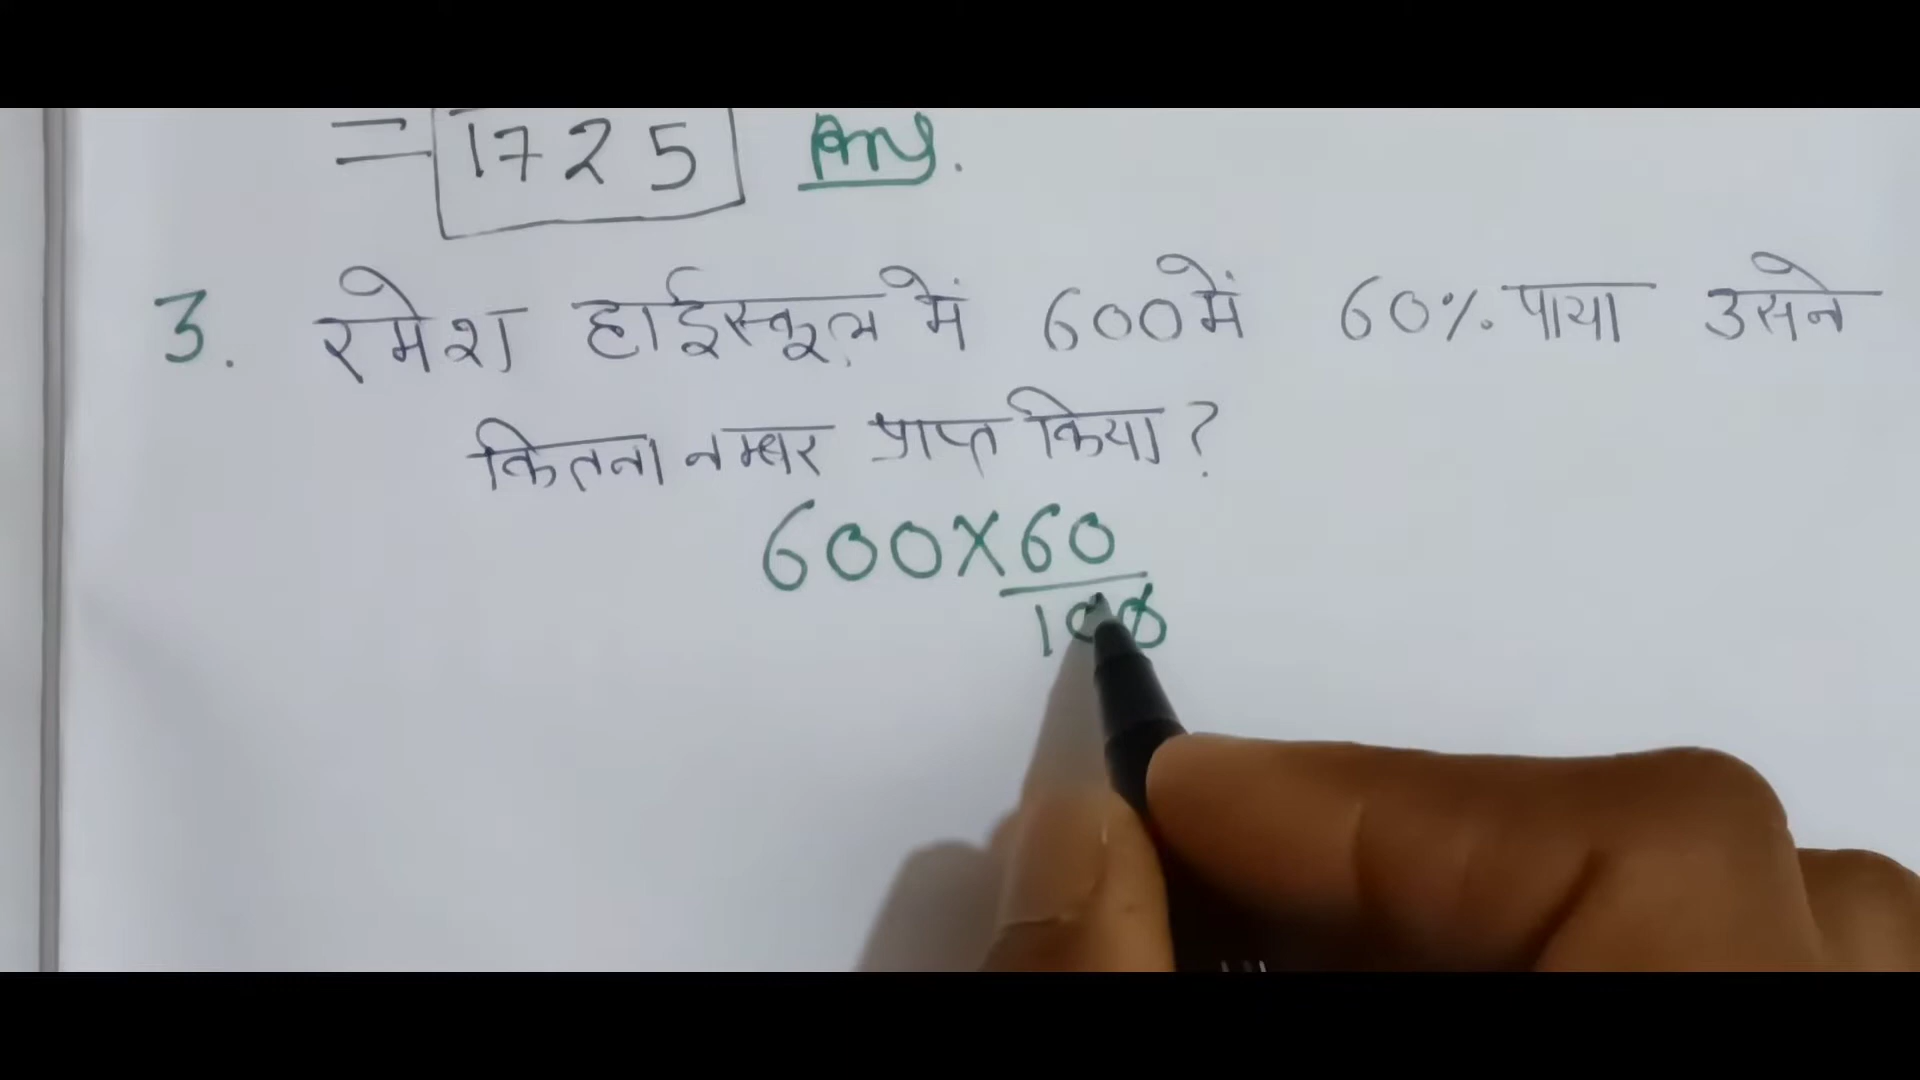 = 1725 Ans.
3. रमेश हाईस्कूल में 600 में 60% पाया उसने
कितना नम्बर प्राप्त किया?
600×60
100